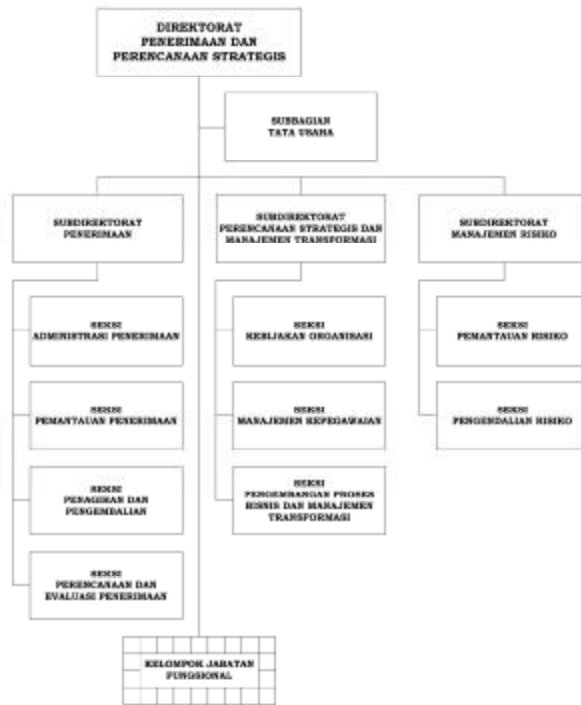 DIREKTORAT
PENERIMAAN DAN
PERENCANAAN STRATEGIS
SUBBAGIAN
TATA USAHA
SUBDIREKTORAT
PENERIMAAN
SUBDIREKTORAT
PERENCANAAN STRATEGIS DAN
MANAJEMEN TRANSFORMASI
SUBDIREKTORAT
MANAJEMEN RISIKO
SEKSI
ADMINISTRASI PENERIMAAN
SEKSI
KEBIJAKAN ORGANISASI
SEKSI
PEMANTAUAN RISIKO
SEKSI
PEMANTAUAN PENERIMAAN
SEKSI
MANAJEMEN KEPEGAWAIAN
SEKSI
PENGENDALIAN RISIKO
SEKSI
PENAGIHAN DAN
PENGEMBALIAN
SEKSI
PENGEMBANGAN PROSES
BISNIS DAN MANAJEMEN
TRANSFORMASI
SEKSI
PERENCANAAN DAN
EVALUASI PENERIMAAN
KELOMPOK JABATAN
FUNGSIONAL